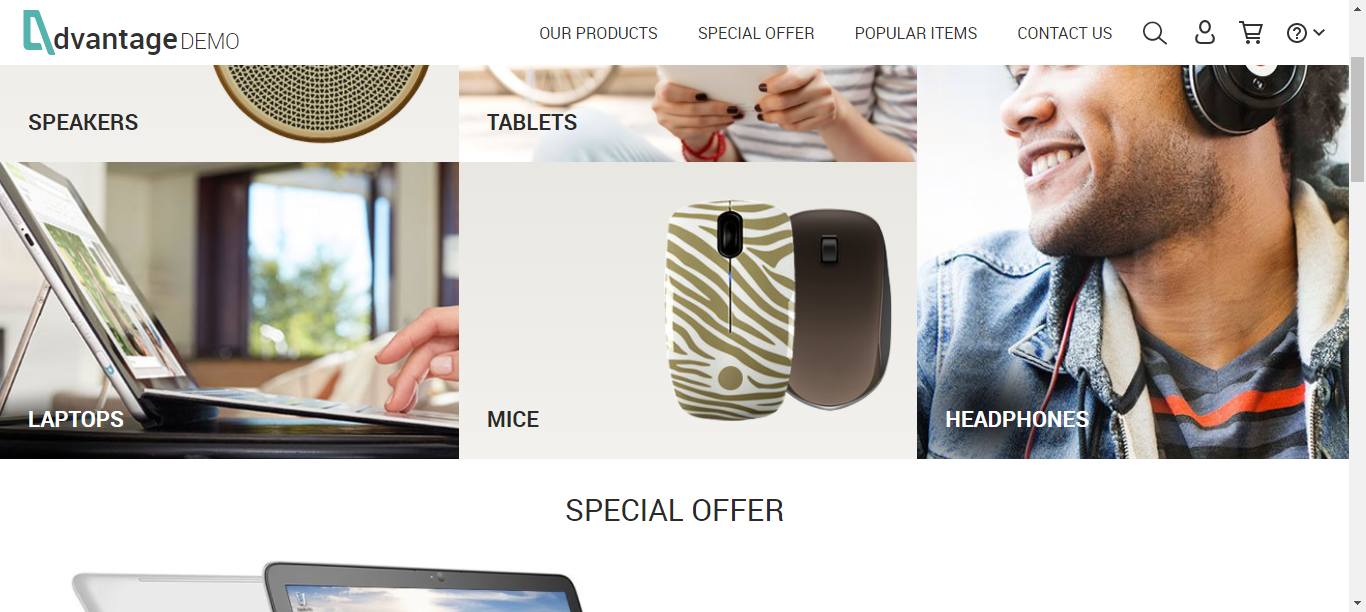 dvantage DEMO
OUR PRODUCTS
SPECIAL OFFER
POPULAR ITEMS
CONTACT US
SPEAKERS
TABLETS
LAPTOPS
MICE
HEADPHONES
SPECIAL OFFER